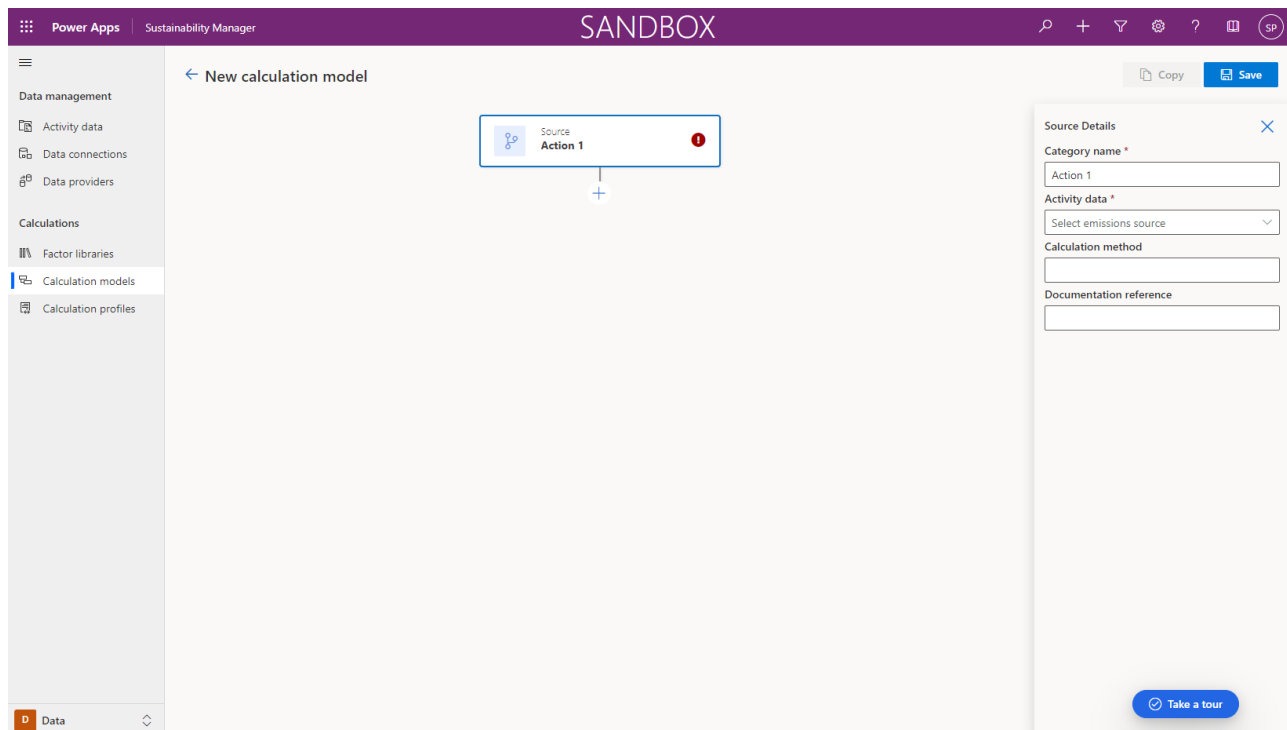 Power Apps
Sustainability Manager
SANDBOX
SP
Data management
Activity data
Data connections
Data providers
Calculations
Factor libraries
Calculation models
Calculation profiles
D Data
New calculation model
Copy
Save
Source
Action 1
Source Details
Category name *
Action 1
Activity data *
Select emissions source
Calculation method
Documentation reference
Take a tour